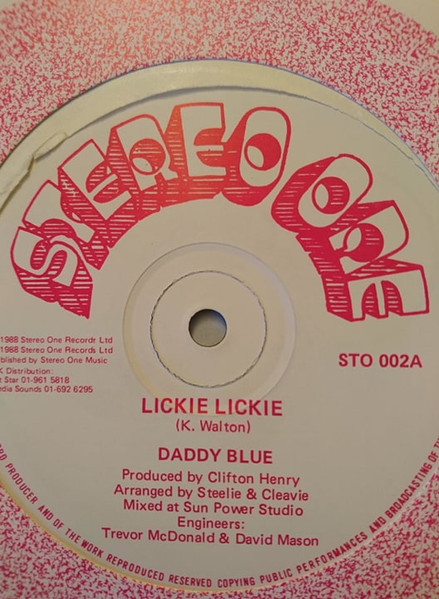 STEREO ONE
1988 Stereo One Records Ltd
1988 Stereo One Records Ltd
ublished by Stereo One Music
K Distribution:
t Star 01-961 5818
edia Sounds 01-692 6295
STO 002A
LICKIE LICKIE
(K. Walton)
DADDY BLUE
Produced by Clifton Henry
Arranged by Steelie & Cleavie
Mixed at Sun Power Studio
Engineers:
Trevor McDonald & David Mason
PRODUCER AND OF THE WORK REPRODUCED RESERVED COPYING PUBLIC PERFORMANCES AND BROADCASTING OF